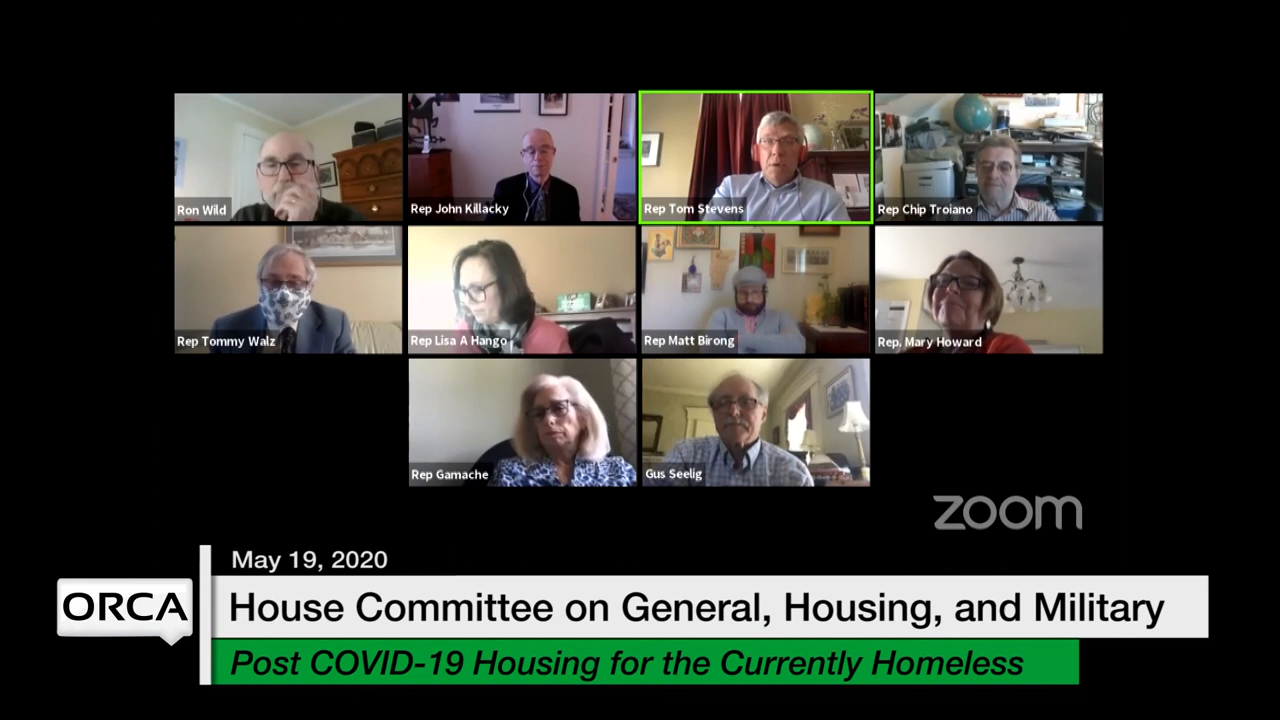 Ron Wild
Rep John Killacky
Rep Tom Stevens
Rep Chip Troiano
Rep Tommy Walz
Rep Lisa A Hango
Rep Matt Birong
Rep. Mary Howard
Rep Gamache
Gus Seelig
zoom
May 19, 2020
ORCA
House Committee on General, Housing, and Military
Post COVID-19 Housing for the Currently Homeless